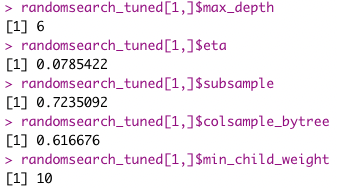 > randomsearch_tuned[1,]$max_depth
[1] 6
> randomsearch_tuned[1,]$eta
[1] 0.0785422
> randomsearch_tuned[1,]$subsample
[1] 0.7235092
> randomsearch_tuned[1,]$colsample_bytree
[1] 0.616676
> randomsearch_tuned[1,]$min_child_weight
[1] 10